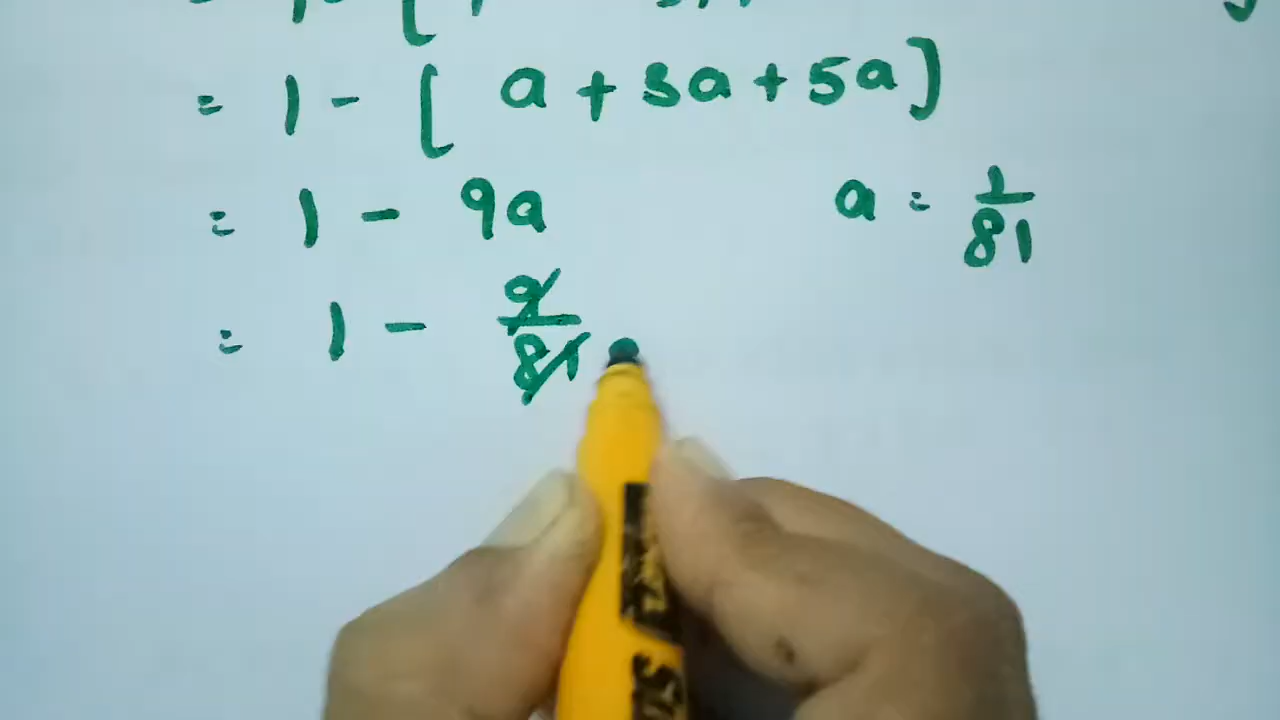 = 1 - [ a + 3a + 5a ]
= 1 - 9a a = 1/81
= 1 - 9/81